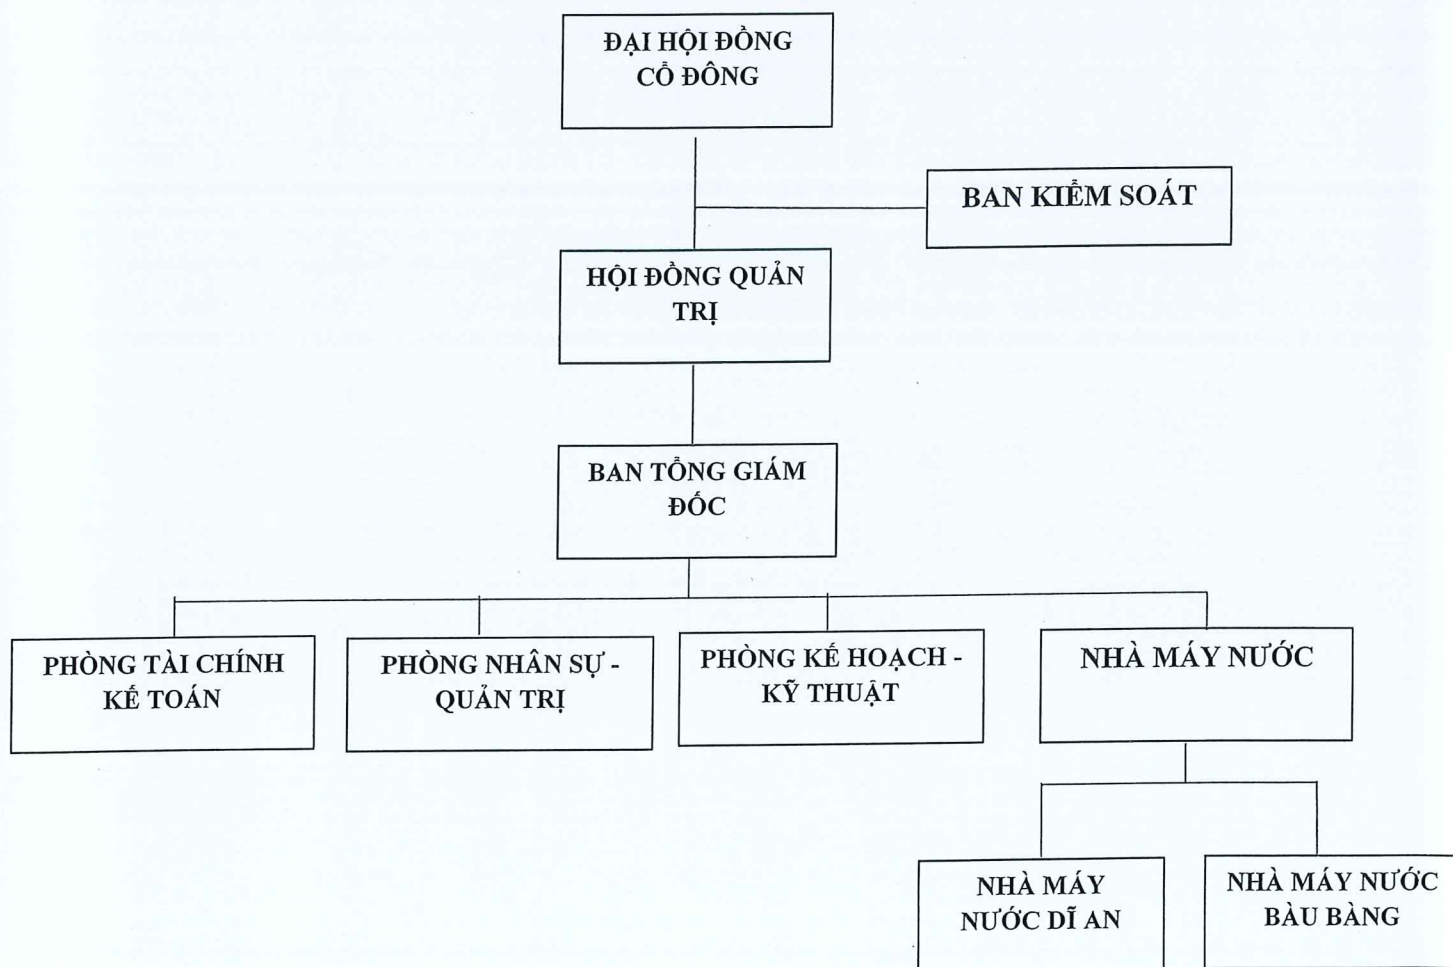 ĐẠI HỘI ĐỒNG
CỔ ĐÔNG
BAN KIỂM SOÁT
HỘI ĐỒNG QUẢN
TRỊ
BAN TỔNG GIÁM
ĐỐC
PHÒNG TÀI CHÍNH
KẾ TOÁN
PHÒNG NHÂN SỰ -
QUẢN TRỊ
PHÒNG KẾ HOẠCH -
KỸ THUẬT
NHÀ MÁY NƯỚC
NHÀ MÁY
NƯỚC DĨ AN
NHÀ MÁY NƯỚC
BÀU BÀNG